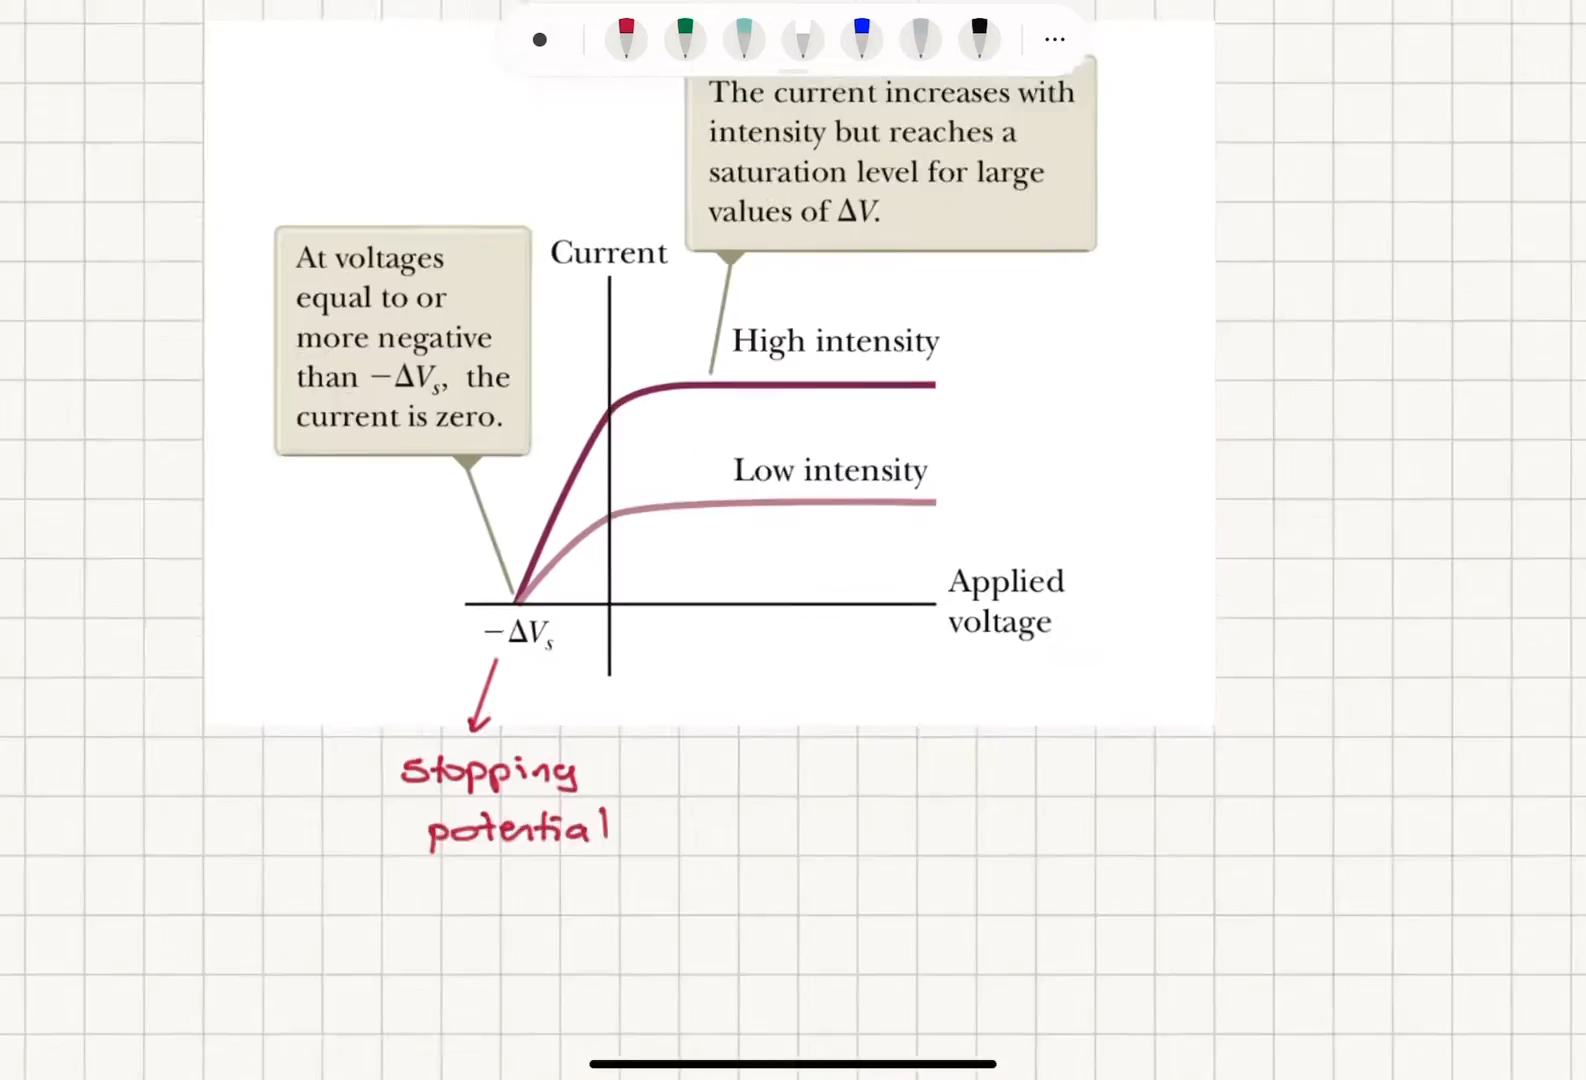 The current increases with
intensity but reaches a
saturation level for large
values of ΔV.
At voltages
equal to or
more negative
than −ΔVs, the
current is zero.
Current
High intensity
Low intensity
Applied
voltage
−ΔVs
Stopping
potential